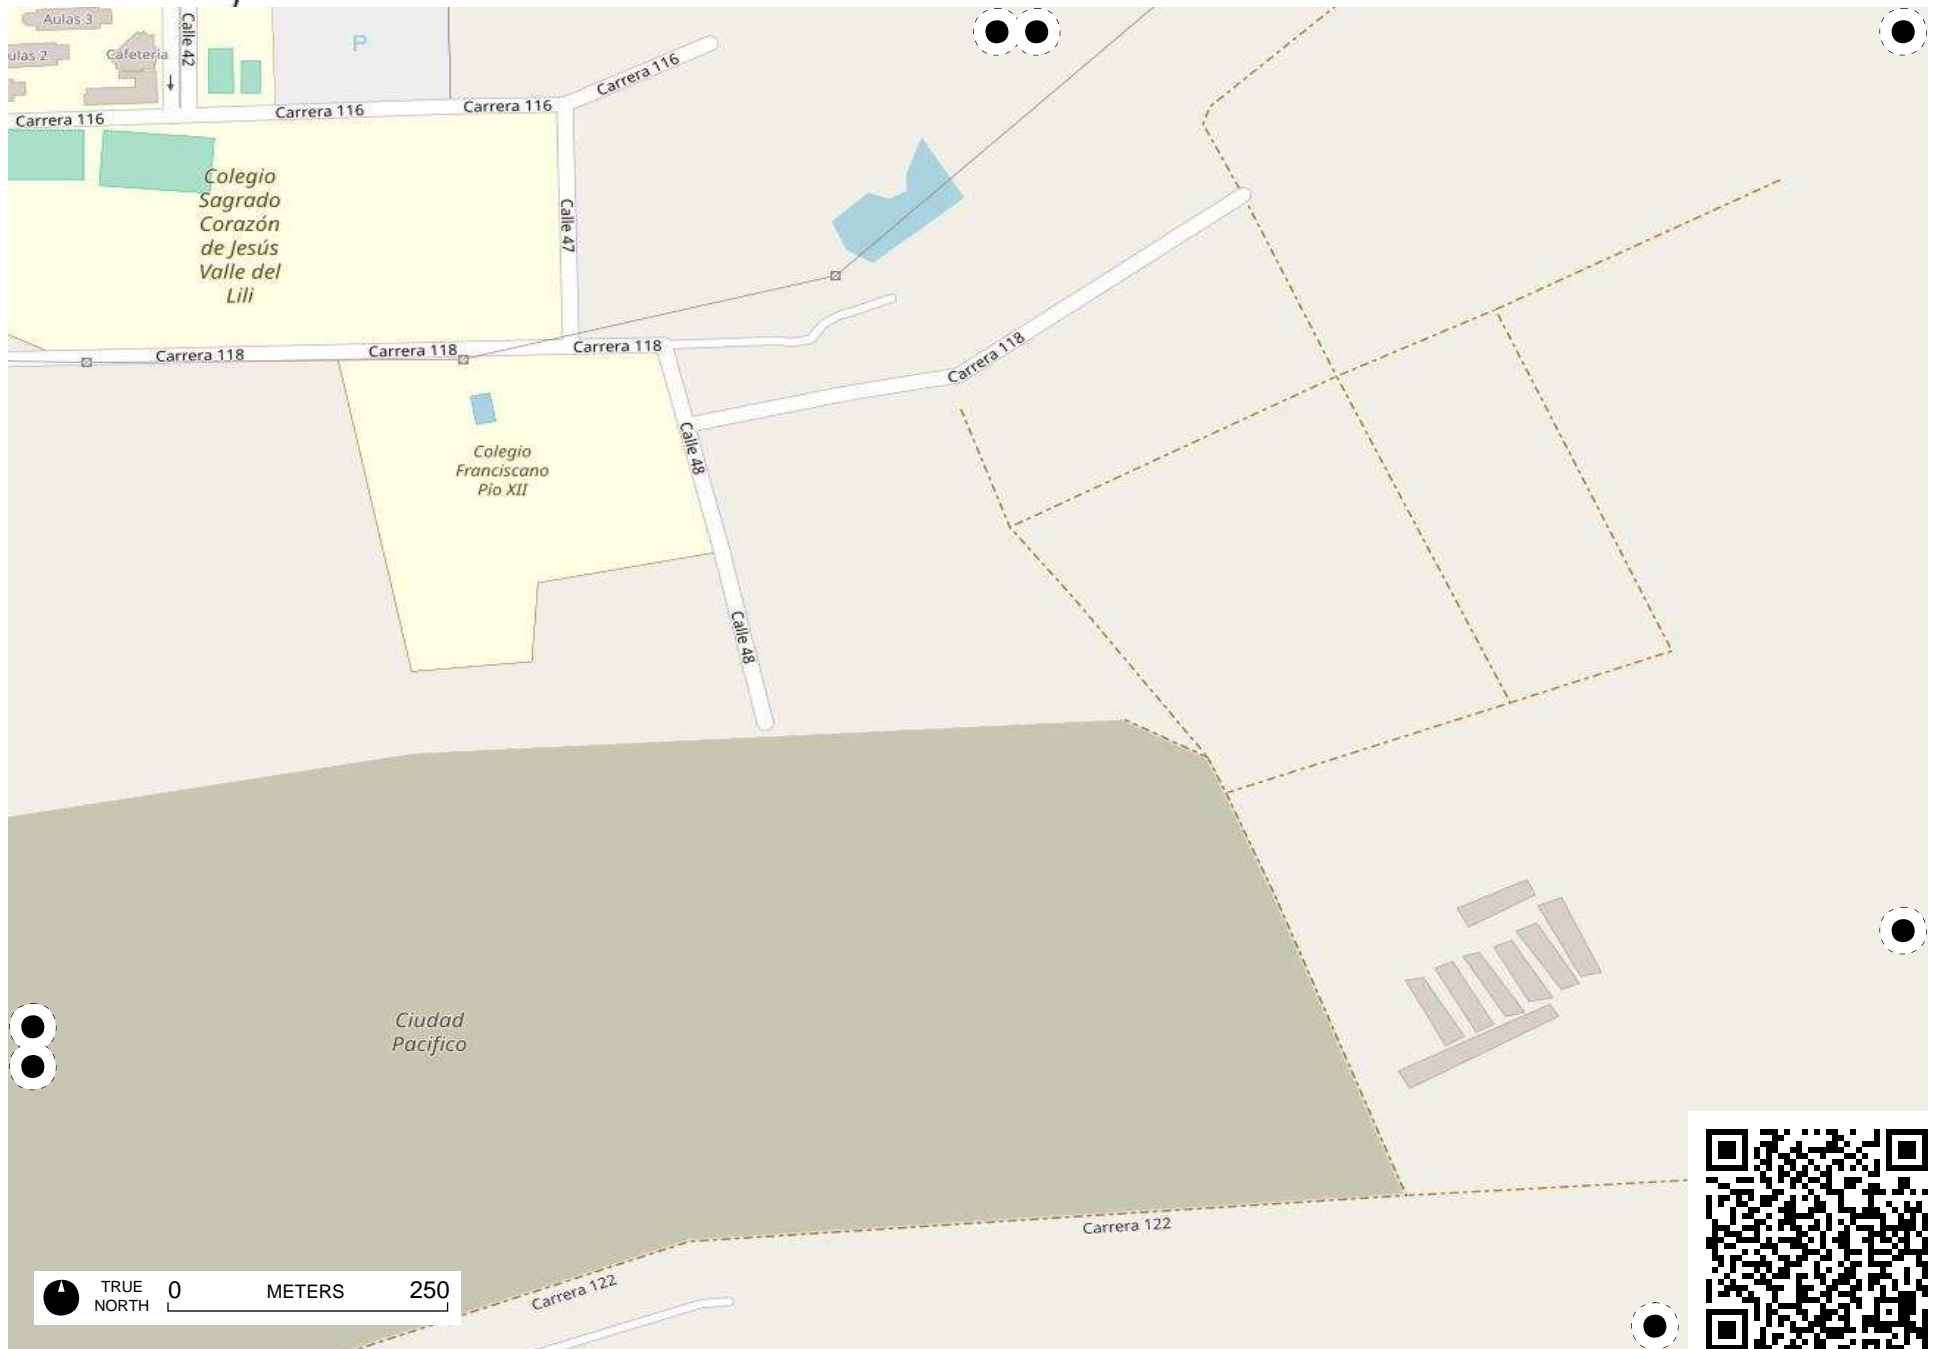 Aulas 3
ulas 2
Cafeteria
Calle 42
P
Carrera 116
Carrera 116
Carrera 116
Carrera 116
Colegio
Sagrado
Corazón
de Jesús
Valle del
Lili
Calle 47
Carrera 118
Carrera 118
Carrera 118
Carrera 118
Colegio
Franciscano
Pío XII
Calle 48
Calle 48
Ciudad
Pacifico
Carrera 122
Carrera 122
TRUE
NORTH
0 METERS 250